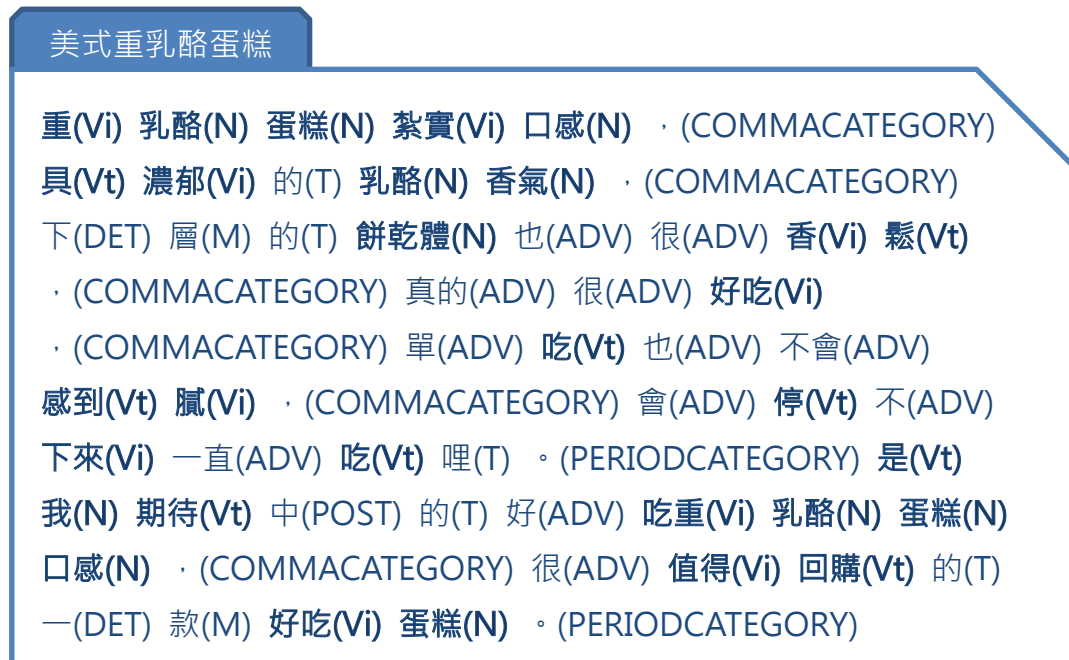 美式重乳酪蛋糕
重(Vi) 乳酪(N) 蛋糕(N) 紮實(Vi) 口感(N) ，(COMMACATEGORY)
具(Vt) 濃郁(Vi) 的(T) 乳酪(N) 香氣(N) ，(COMMACATEGORY)
下(DET) 層(M) 的(T) 餅乾體(N) 也(ADV) 很(ADV) 香(Vi) 鬆(Vt)
，(COMMACATEGORY) 真的(ADV) 很(ADV) 好吃(Vi)
，(COMMACATEGORY) 單(ADV) 吃(Vt) 也(ADV) 不會(ADV)
感到(Vt) 膩(Vi) ，(COMMACATEGORY) 會(ADV) 停(Vt) 不(ADV)
下來(Vi) 一直(ADV) 吃(Vt) 哩(T) 。(PERIODCATEGORY) 是(Vt)
我(N) 期待(Vt) 中(POST) 的(T) 好(ADV) 吃重(Vi) 乳酪(N) 蛋糕(N)
口感(N) ，(COMMACATEGORY) 很(ADV) 值得(Vi) 回購(Vt) 的(T)
一(DET) 款(M) 好吃(Vi) 蛋糕(N) 。(PERIODCATEGORY)